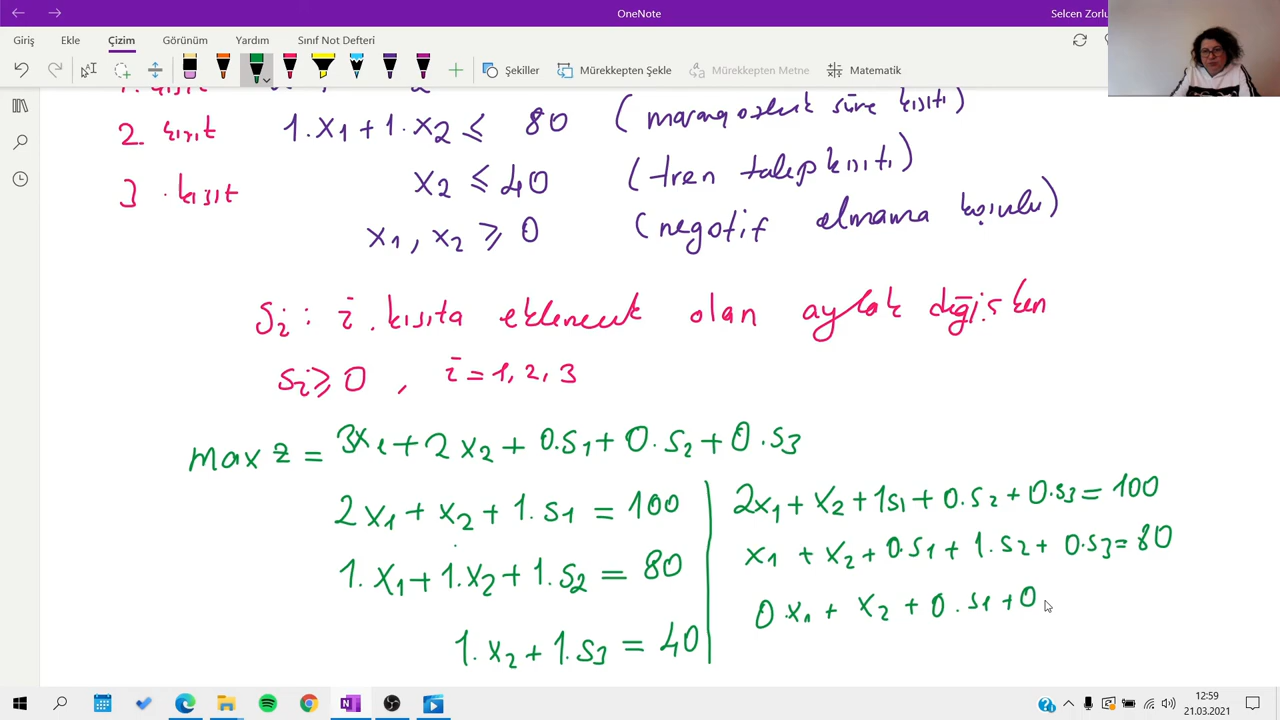 OneNote
Selcen Zorlu
Giriş Ekle Çizim Görünüm Yardım Sınıf Not Defteri
Şekiller Mürekkepten Şekle Mürekkepten Metne Matematik
2. kısıt 1.x1 + 1.x2 ≤ 80 (marangozluk süre kısıtı)
3. kısıt x2 ≤ 40 (tren talep kısıtı)
x1, x2 ≥ 0 (negatif olmama koşulu)
Si : i. kısıta eklenecek olan aylak değişken
Si ≥ 0, i = 1, 2, 3
max z = 3x1 + 2x2 + 0.S1 + 0.S2 + 0.S3
2x1 + x2 + 1.S1 = 100
1.x1 + 1.x2 + 1.S2 = 80
1.x2 + 1.S3 = 40
2x1 + x2 + 1S1 + 0.S2 + 0.S3 = 100
x1 + x2 + 0.S1 + 1.S2 + 0.S3 = 80
0.x1 + x2 + 0.S1 + 0
12:59
21.03.2021